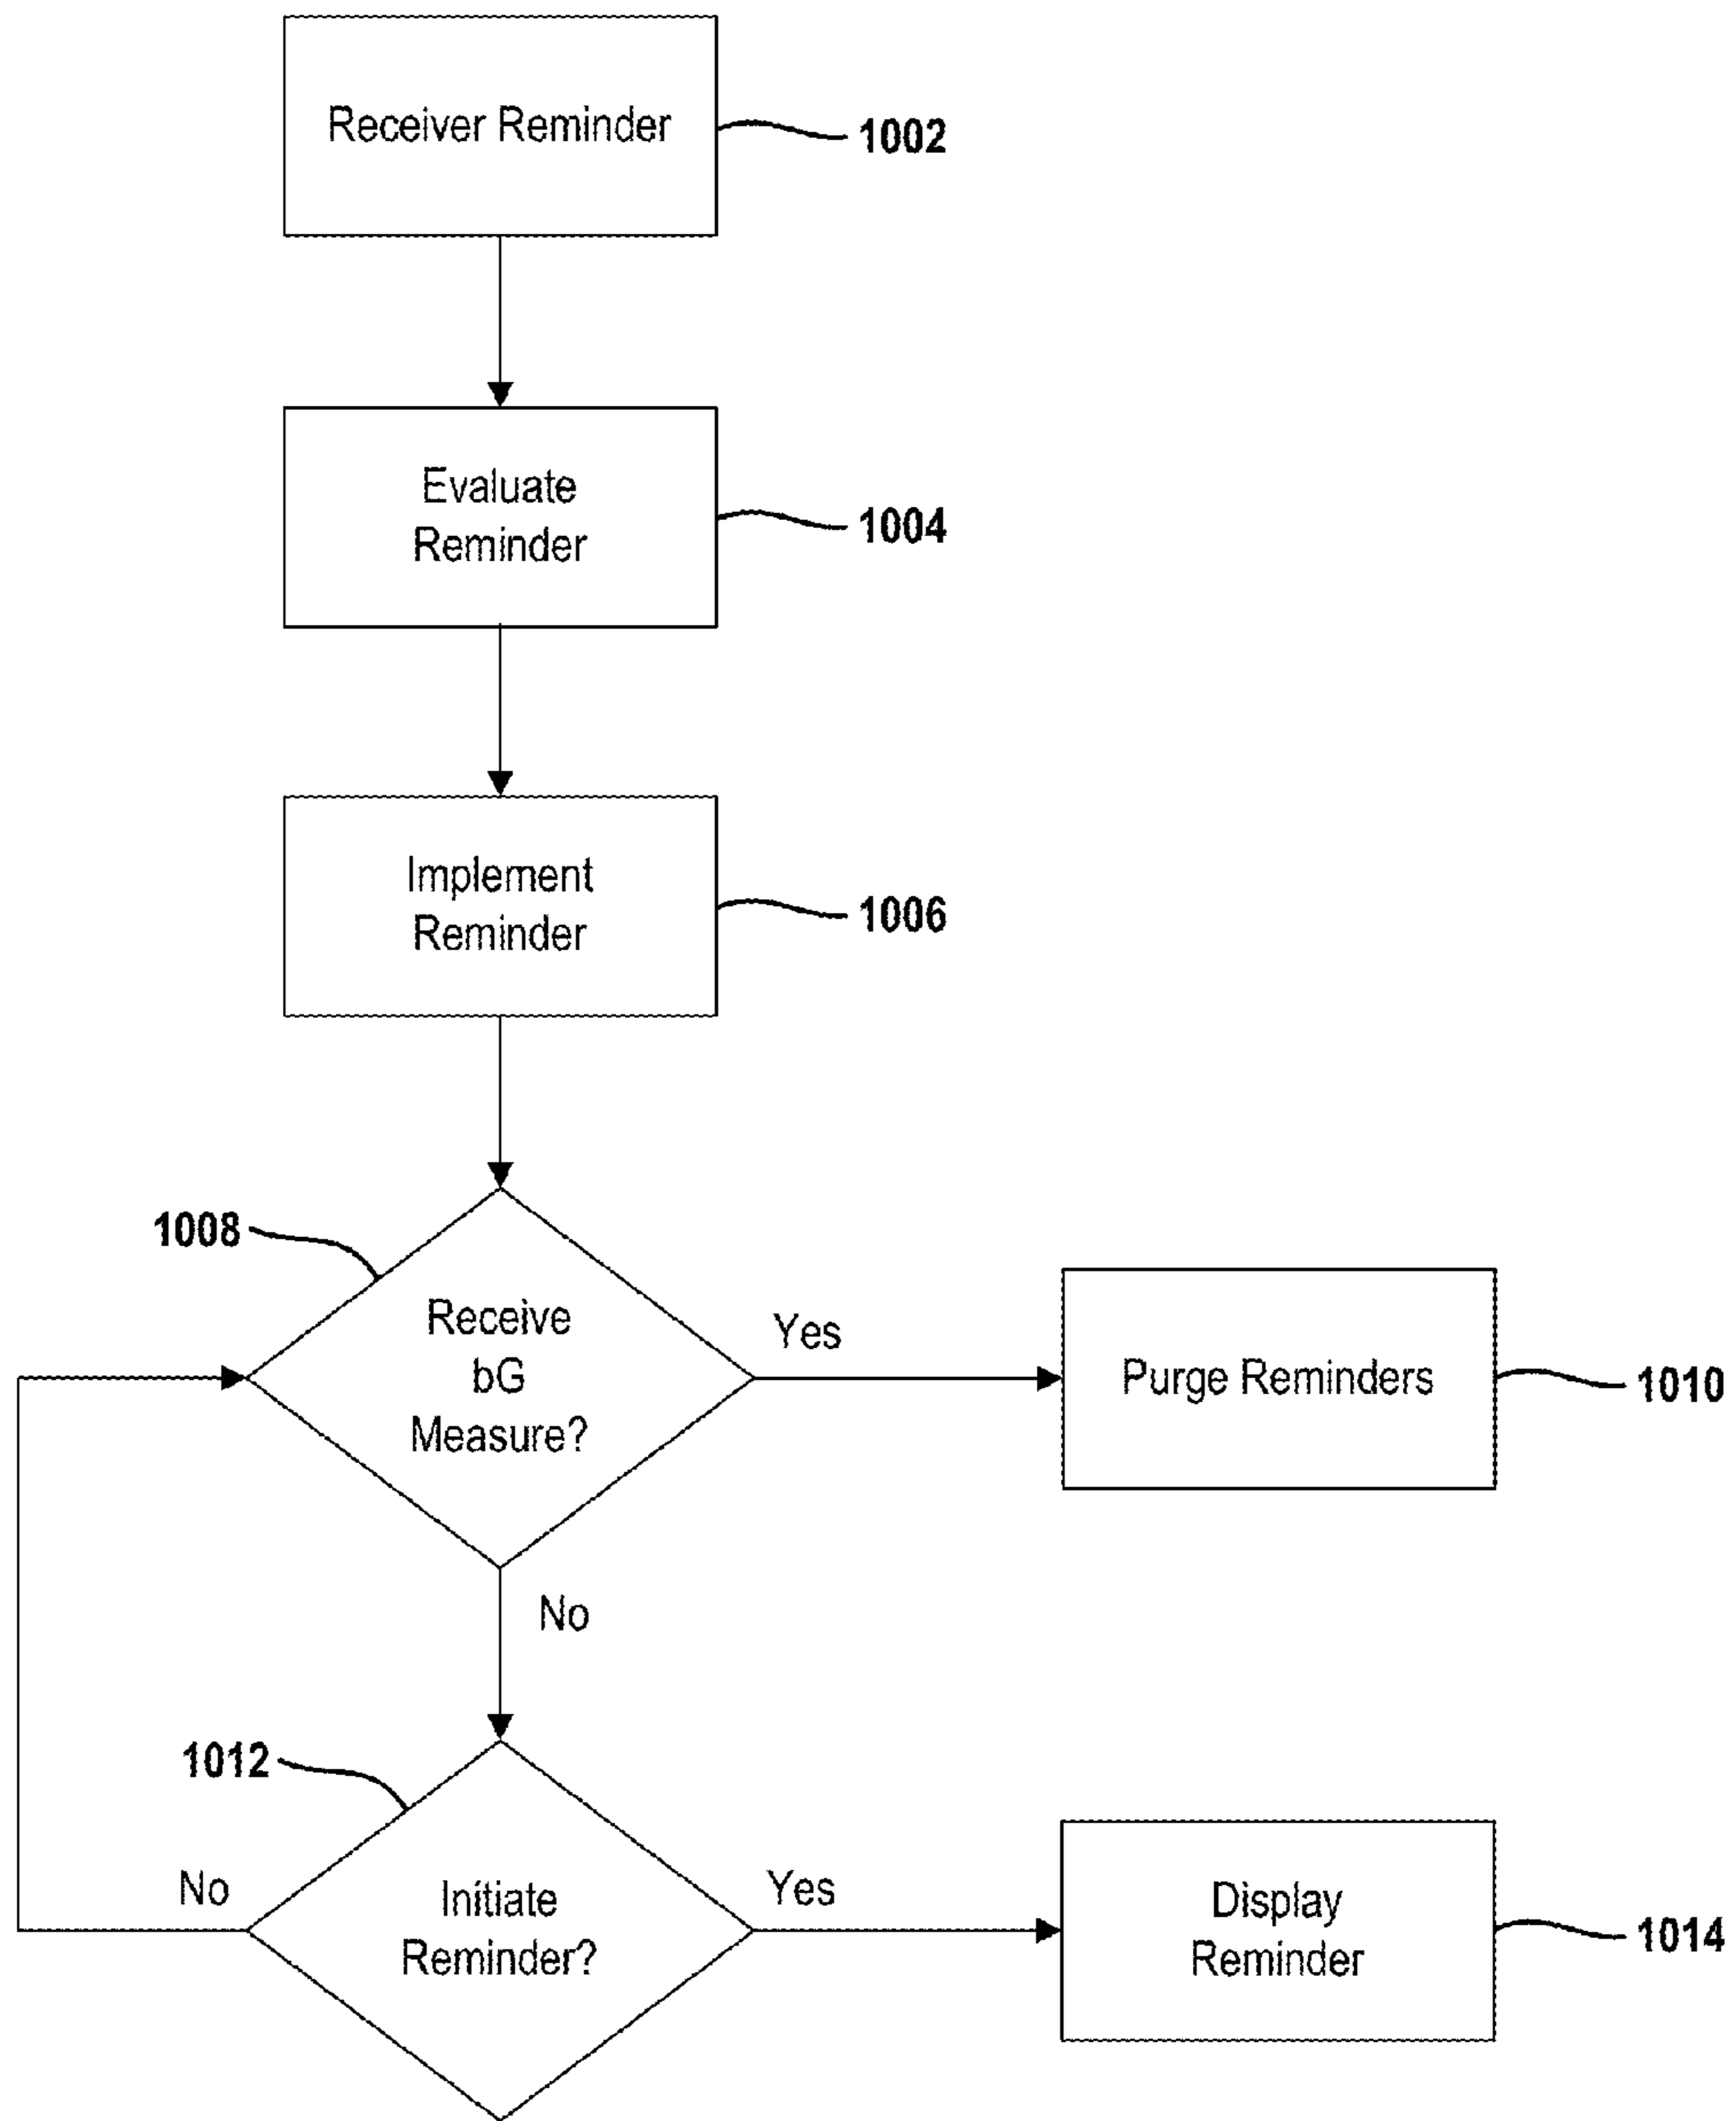 Receiver Reminder
1002
Evaluate
Reminder
1004
Implement
Reminder
1006
1008
Receive
bG
Measure?
Yes
Purge Reminders
1010
No
1012
No
Initiate
Reminder?
Yes
Display
Reminder
1014